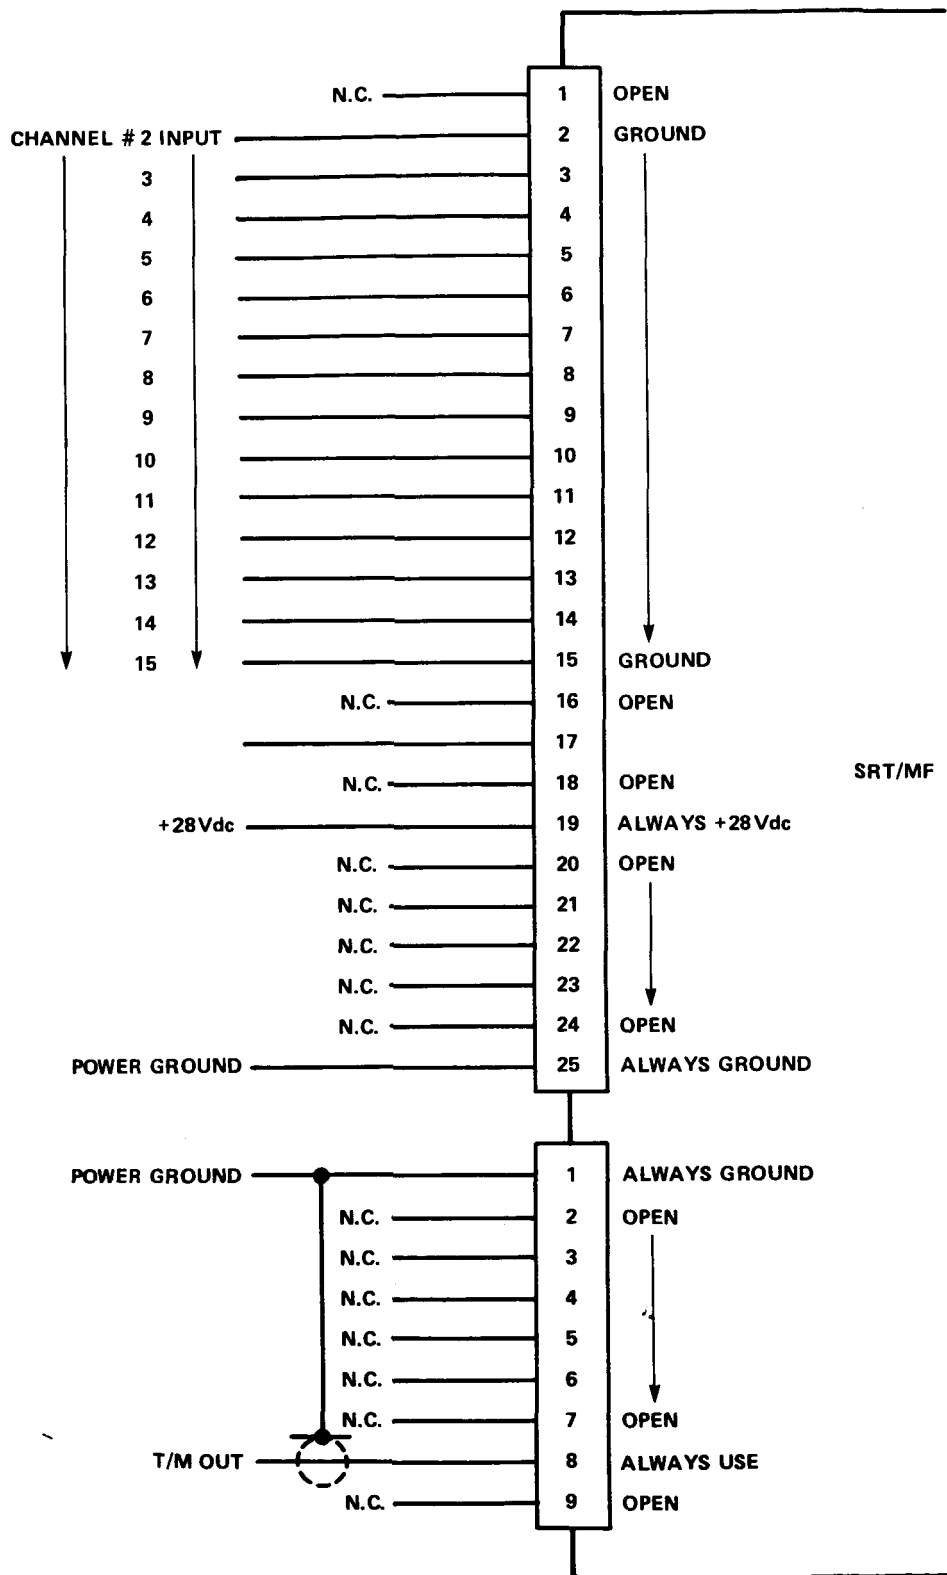 N.C. 1 OPEN
CHANNEL # 2 INPUT 2 GROUND
3 3
4 4
5 5
6 6
7 7
8 8
9 9
10 10
11 11
12 12
13 13
14 14
15 15 GROUND
N.C. 16 OPEN
17
SRT/MF
N.C. 18 OPEN
+28Vdc 19 ALWAYS +28Vdc
N.C. 20 OPEN
N.C. 21
N.C. 22
N.C. 23
N.C. 24 OPEN
POWER GROUND 25 ALWAYS GROUND
POWER GROUND 1 ALWAYS GROUND
N.C. 2 OPEN
N.C. 3
N.C. 4
N.C. 5
N.C. 6
N.C. 7 OPEN
T/M OUT 8 ALWAYS USE
N.C. 9 OPEN